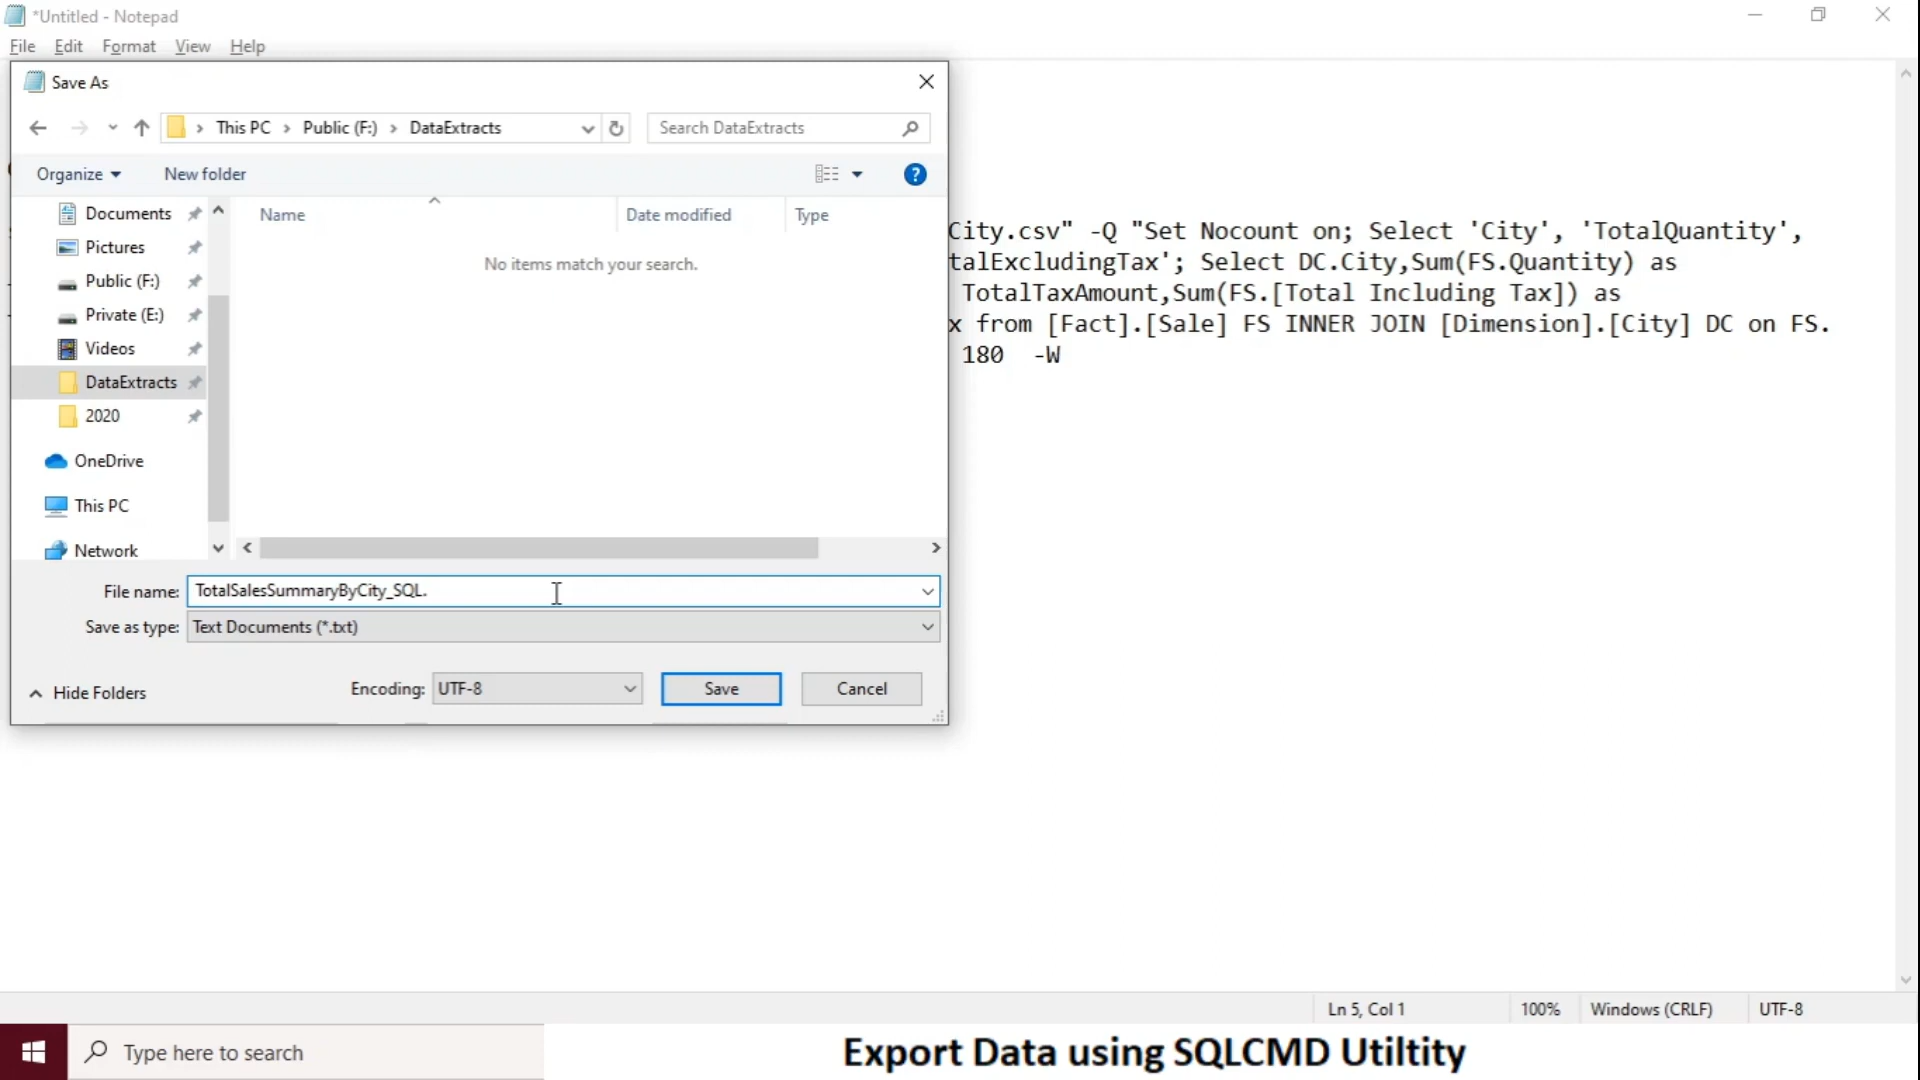 *Untitled - Notepad
File Edit Format View Help
Save As
This PC > Public (F:) > DataExtracts
Search DataExtracts
Organize
New folder
Documents
Pictures
Public (F:)
Private (E:)
Videos
DataExtracts
2020
OneDrive
This PC
Network
Name
Date modified
Type
No items match your search.
File name: TotalSalesSummaryByCity_SQL.
Save as type: Text Documents (*.txt)
Hide Folders
Encoding: UTF-8
Save
Cancel
City.csv" -Q "Set Nocount on; Select 'City', 'TotalQuantity',
talExcludingTax'; Select DC.City,Sum(FS.Quantity) as
TotalTaxAmount,Sum(FS.[Total Including Tax]) as
x from [Fact].[Sale] FS INNER JOIN [Dimension].[City] DC on FS.
180 -W
Ln 5, Col 1
100%
Windows (CRLF)
UTF-8
Type here to search
Export Data using SQLCMD Utiltity